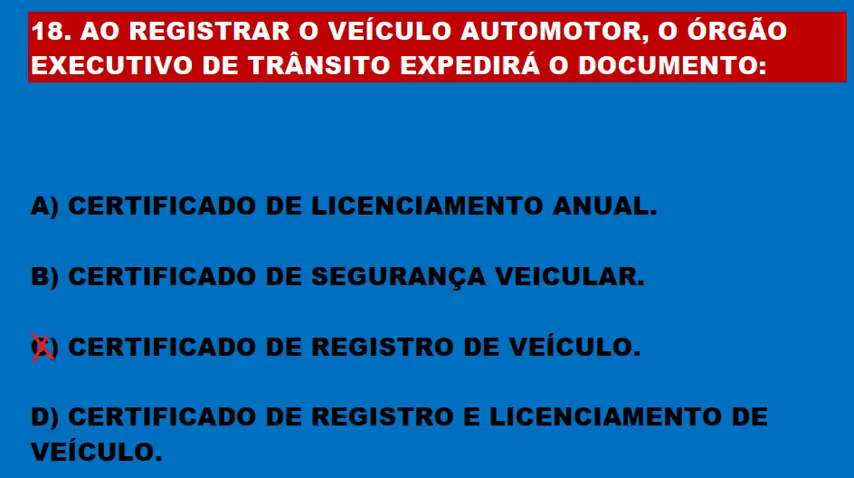 18. AO REGISTRAR O VEÍCULO AUTOMOTOR, O ÓRGÃO
EXECUTIVO DE TRÂNSITO EXPEDIRÁ O DOCUMENTO:
A) CERTIFICADO DE LICENCIAMENTO ANUAL.
B) CERTIFICADO DE SEGURANÇA VEICULAR.
C) CERTIFICADO DE REGISTRO DE VEÍCULO.
D) CERTIFICADO DE REGISTRO E LICENCIAMENTO DE
VEÍCULO.